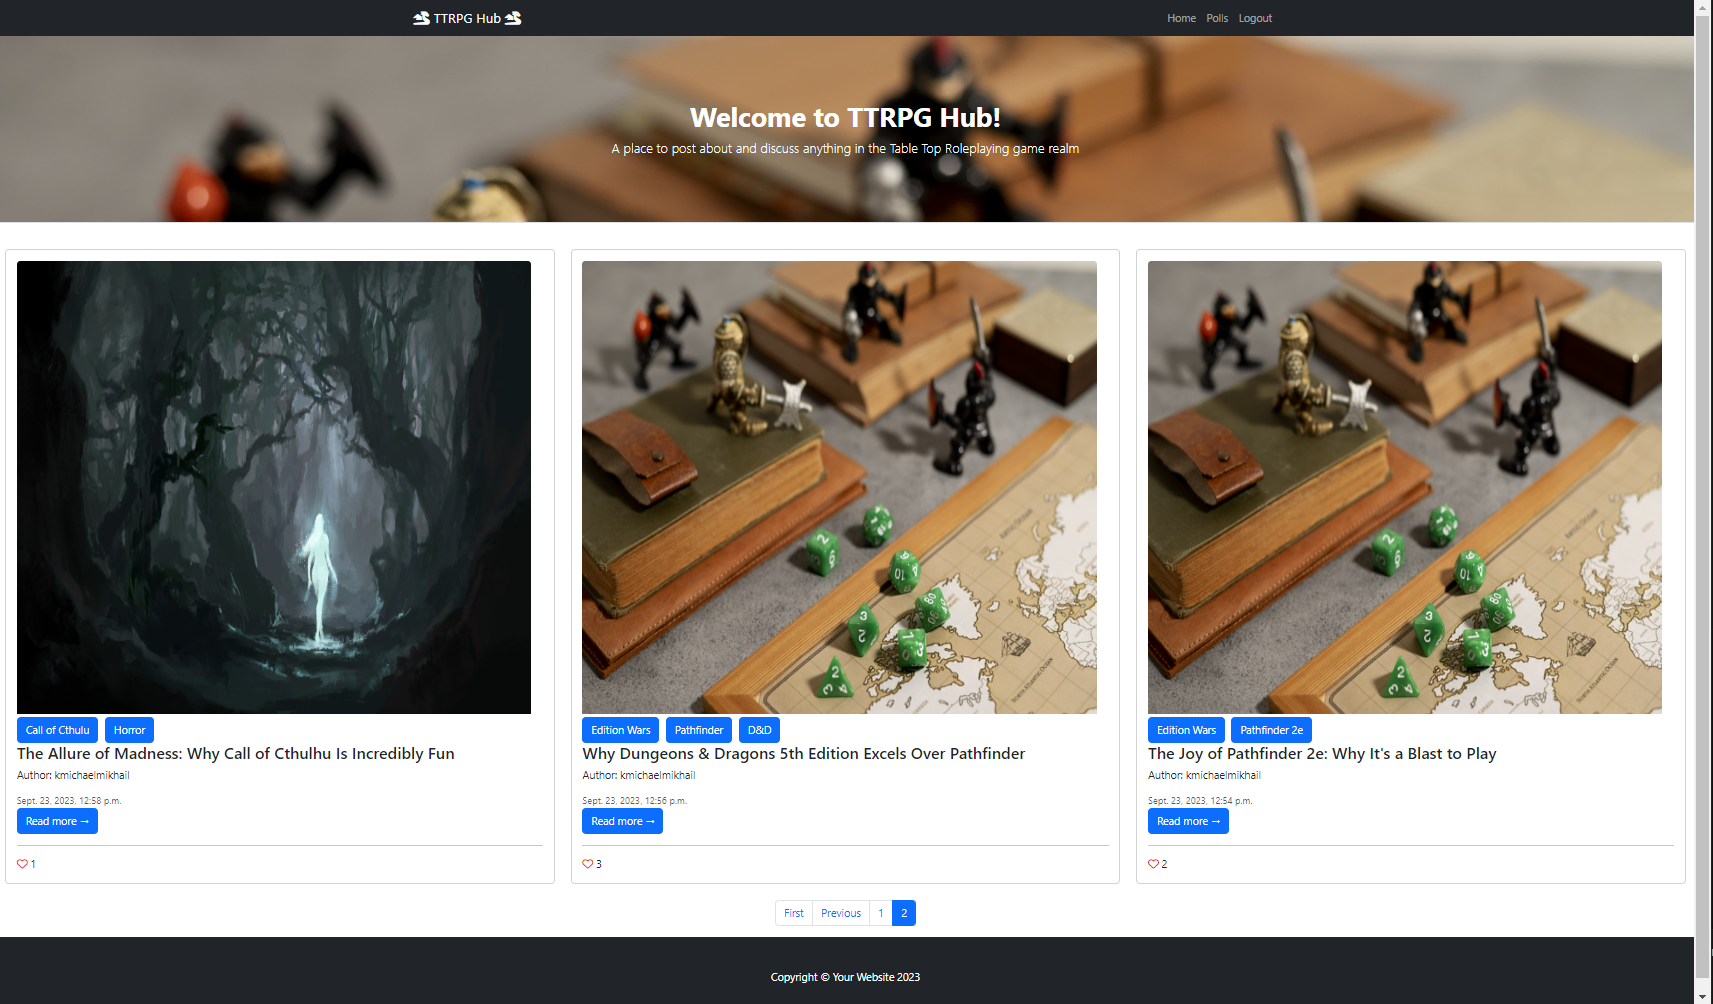 TTRPG Hub
Home Polls Logout
Welcome to TTRPG Hub!
A place to post about and discuss anything in the Table Top Roleplaying game realm
Call of Cthulu Horror
The Allure of Madness: Why Call of Cthulhu Is Incredibly Fun
Author: kmichaelmikhail
Sept. 23, 2023, 12:58 p.m.
Read more →
1
Edition Wars Pathfinder D&D
Why Dungeons & Dragons 5th Edition Excels Over Pathfinder
Author: kmichaelmikhail
Sept. 23, 2023, 12:56 p.m.
Read more →
3
Edition Wars Pathfinder 2e
The Joy of Pathfinder 2e: Why It's a Blast to Play
Author: kmichaelmikhail
Sept. 23, 2023, 12:54 p.m.
Read more →
2
First Previous 1 2
Copyright © Your Website 2023